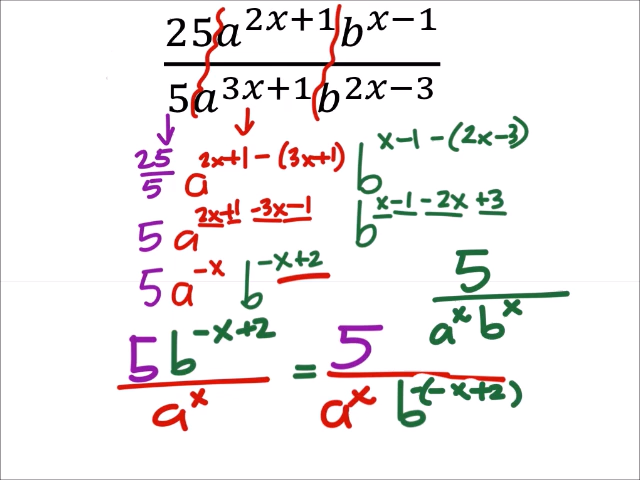 25a^{2x+1}b^{x-1}
5a^{3x+1}b^{2x-3}
25/5 a^{2x+1-(3x+1)} b^{x-1-(2x-3)}
5 a^{2x+1-3x-1} b^{x-1-2x+3}
5 a^{-x} b^{-x+2}
5
a^x b^x
5b^{-x+2} = 5
a^x a^x b^{-(-x+2)}